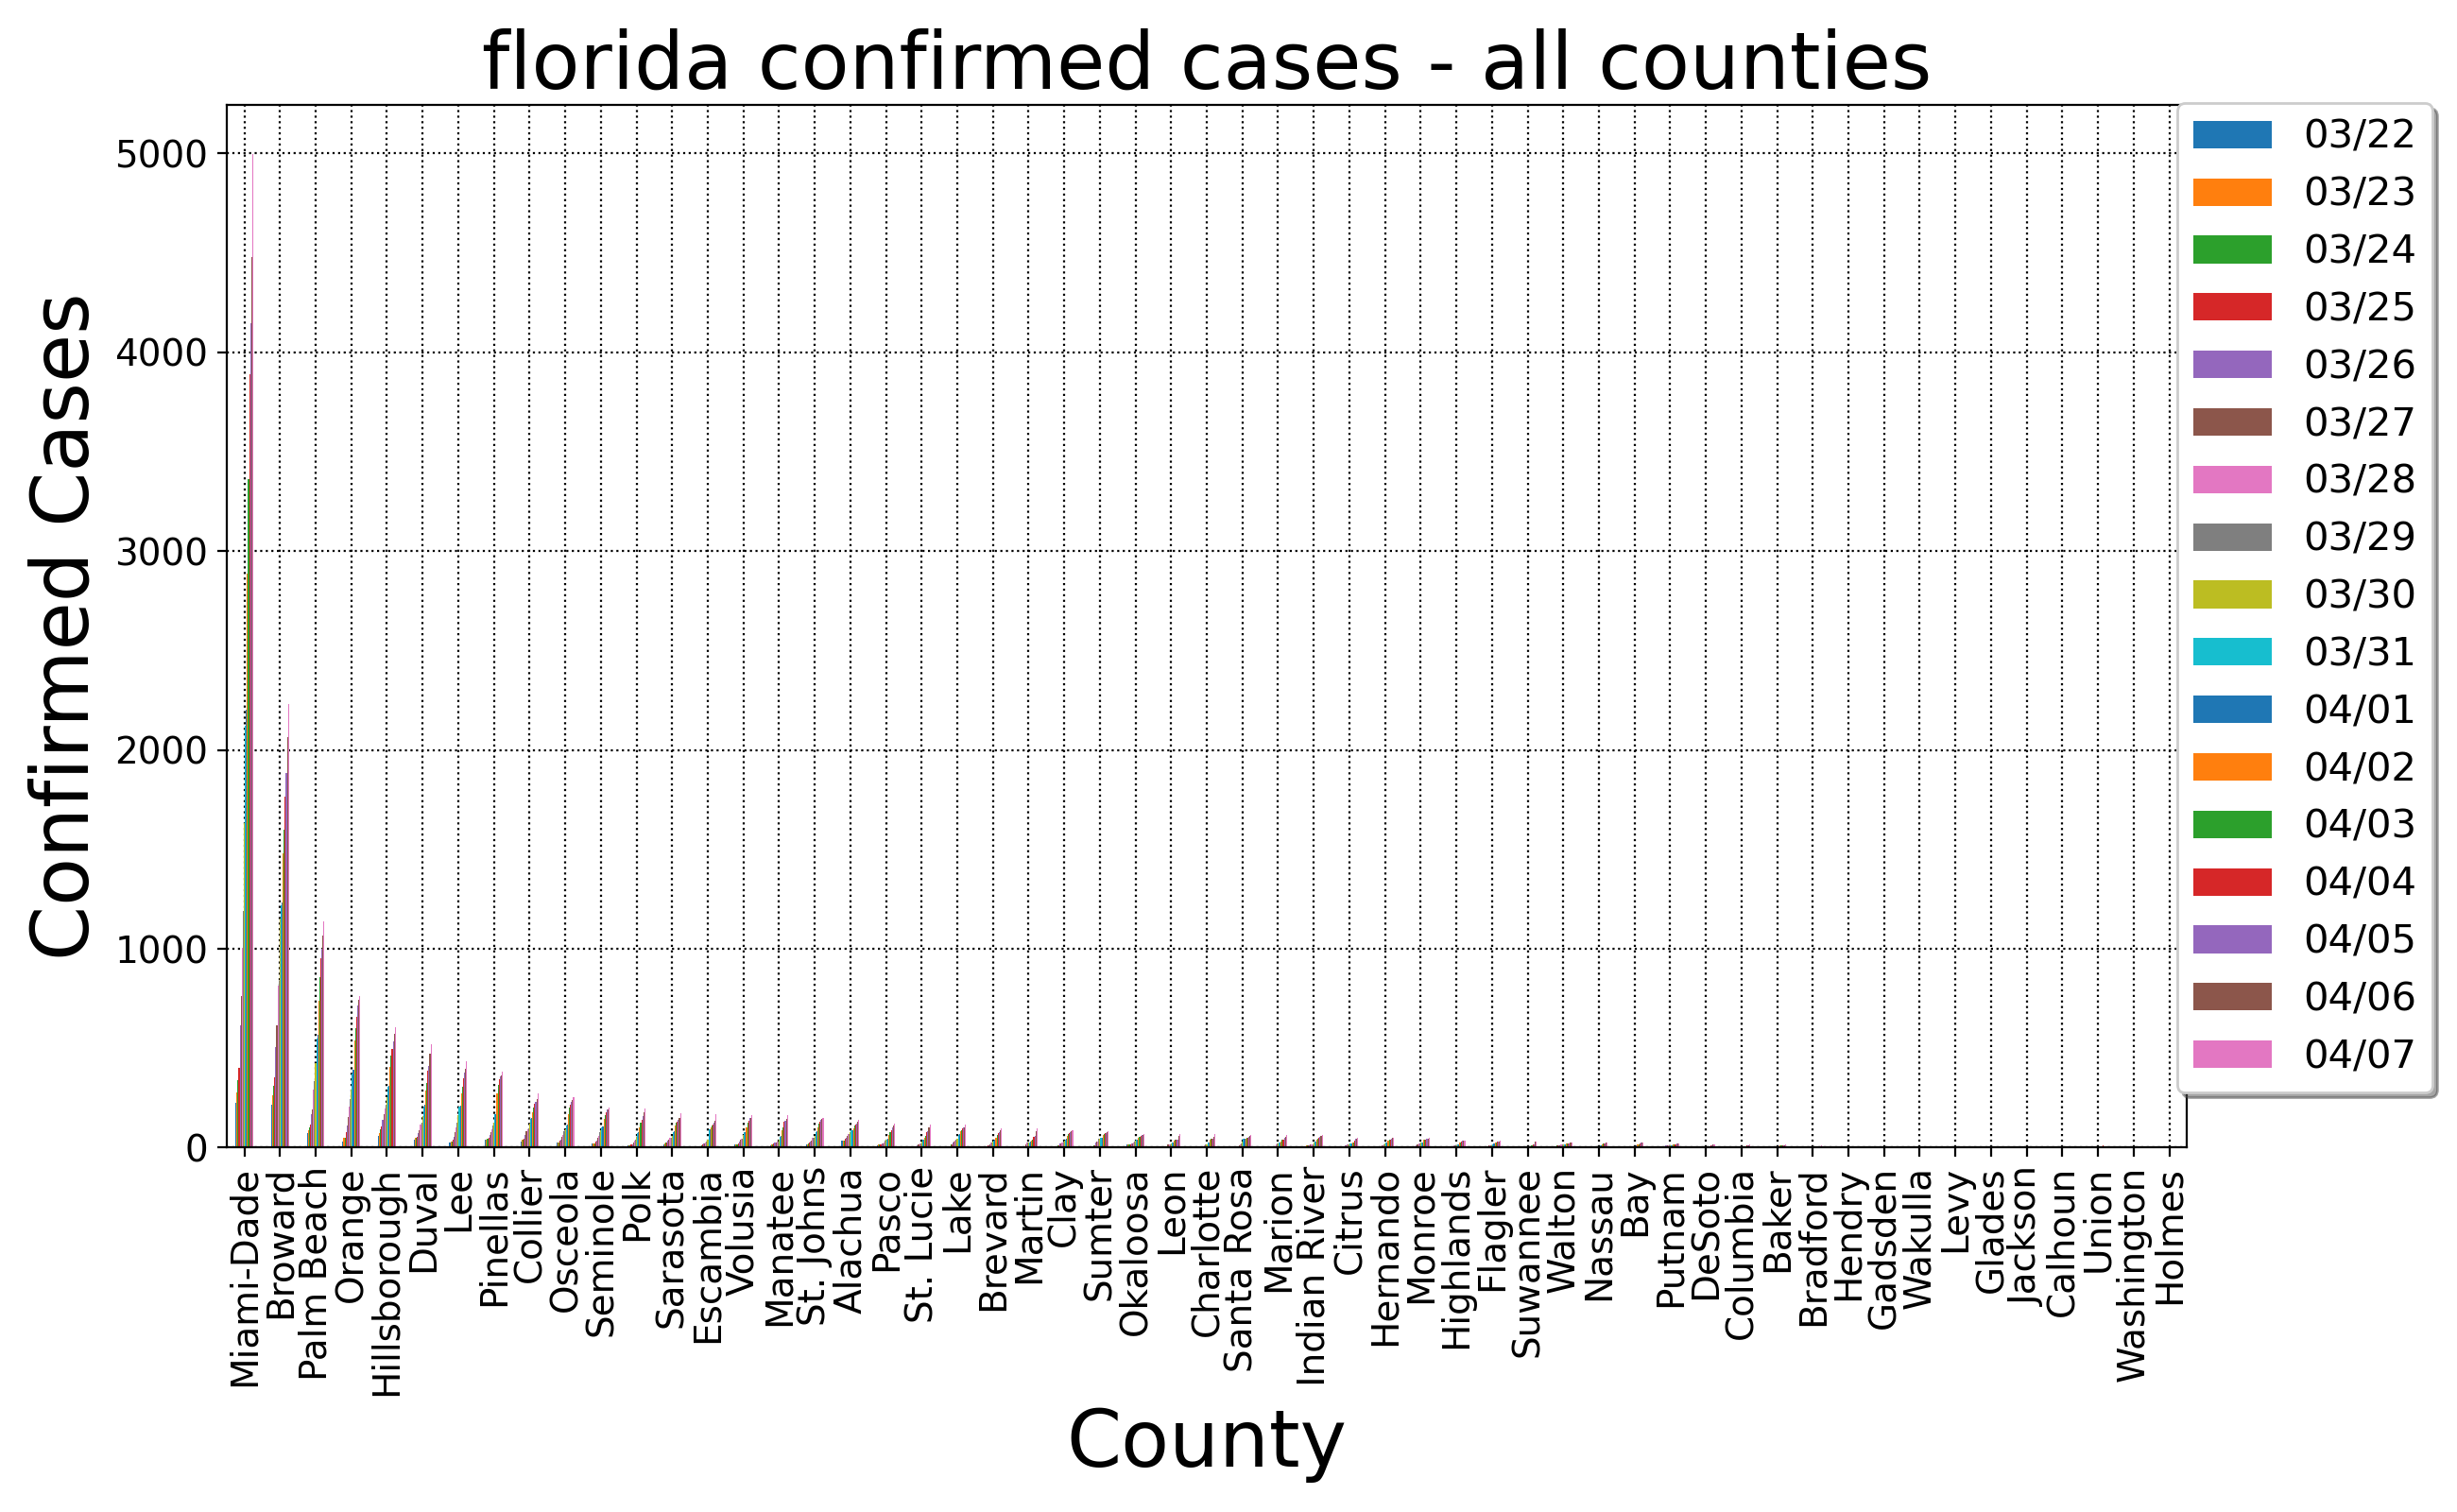 florida confirmed cases - all counties
Confirmed Cases
5000
4000
3000
2000
1000
0
Miami-Dade
Broward
Palm Beach
Orange
Hillsborough
Duval
Lee
Pinellas
Collier
Osceola
Seminole
Polk
Sarasota
Escambia
Volusia
Manatee
St. Johns
Alachua
Pasco
St. Lucie
Lake
Brevard
Martin
Clay
Sumter
Okaloosa
Leon
Charlotte
Santa Rosa
Marion
Indian River
Citrus
Hernando
Monroe
Highlands
Flagler
Suwannee
Walton
Nassau
Bay
Putnam
DeSoto
Columbia
Baker
Bradford
Hendry
Gadsden
Wakulla
Levy
Glades
Jackson
Calhoun
Union
Washington
Holmes
County
03/22
03/23
03/24
03/25
03/26
03/27
03/28
03/29
03/30
03/31
04/01
04/02
04/03
04/04
04/05
04/06
04/07